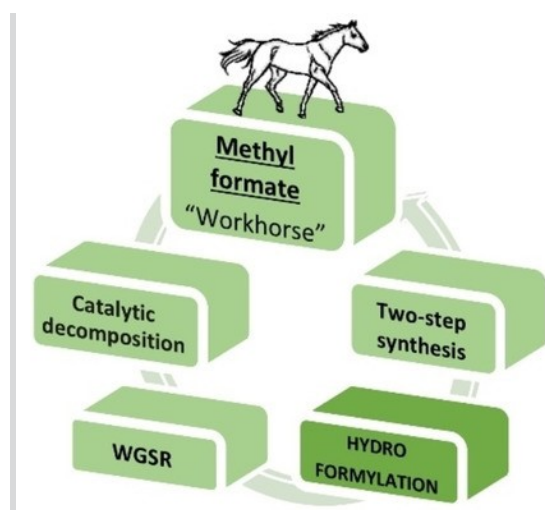 Methyl
formate
“Workhorse”
Catalytic
decomposition
Two-step
synthesis
WGSR
HYDRO
FORMYLATION